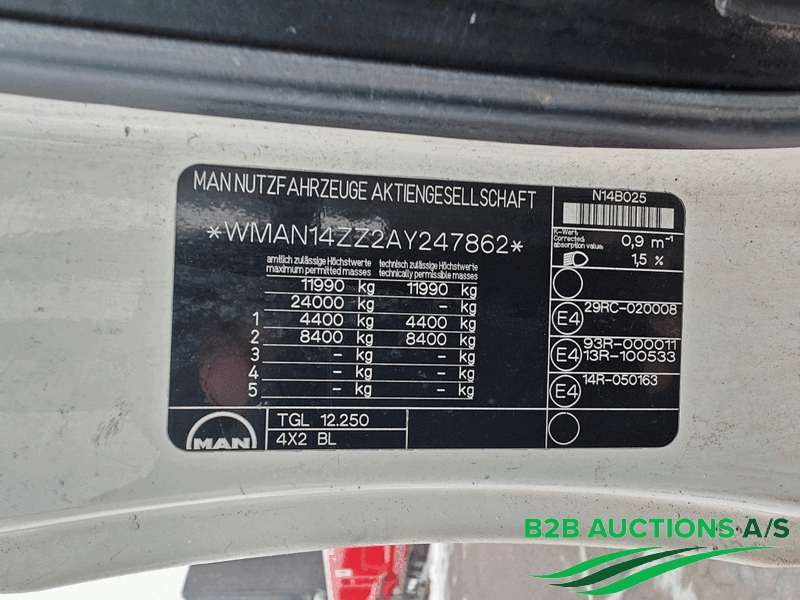 MAN NUTZFAHRZEUGE AKTIENGESELLSCHAFT
*WMAN14ZZ2AY247862*
amtlich zulässige Höchstwerte technisch zulässige Höchstwerte
maximum permitted masses technically permissible masses
11990 kg 11990 kg
24000 kg - kg
1 4400 kg 4400 kg
2 8400 kg 8400 kg
3 - kg - kg
4 - kg - kg
5 - kg - kg
MAN
TGL 12.250
4X2 BL
N14B025
K-Wert
Corrected
absorption value:
0,9 m⁻¹
1,5 %
E4 29RC-020008
93R-000011
E4 13R-100533
E4 14R-050163
B2B AUCTIONS A/S